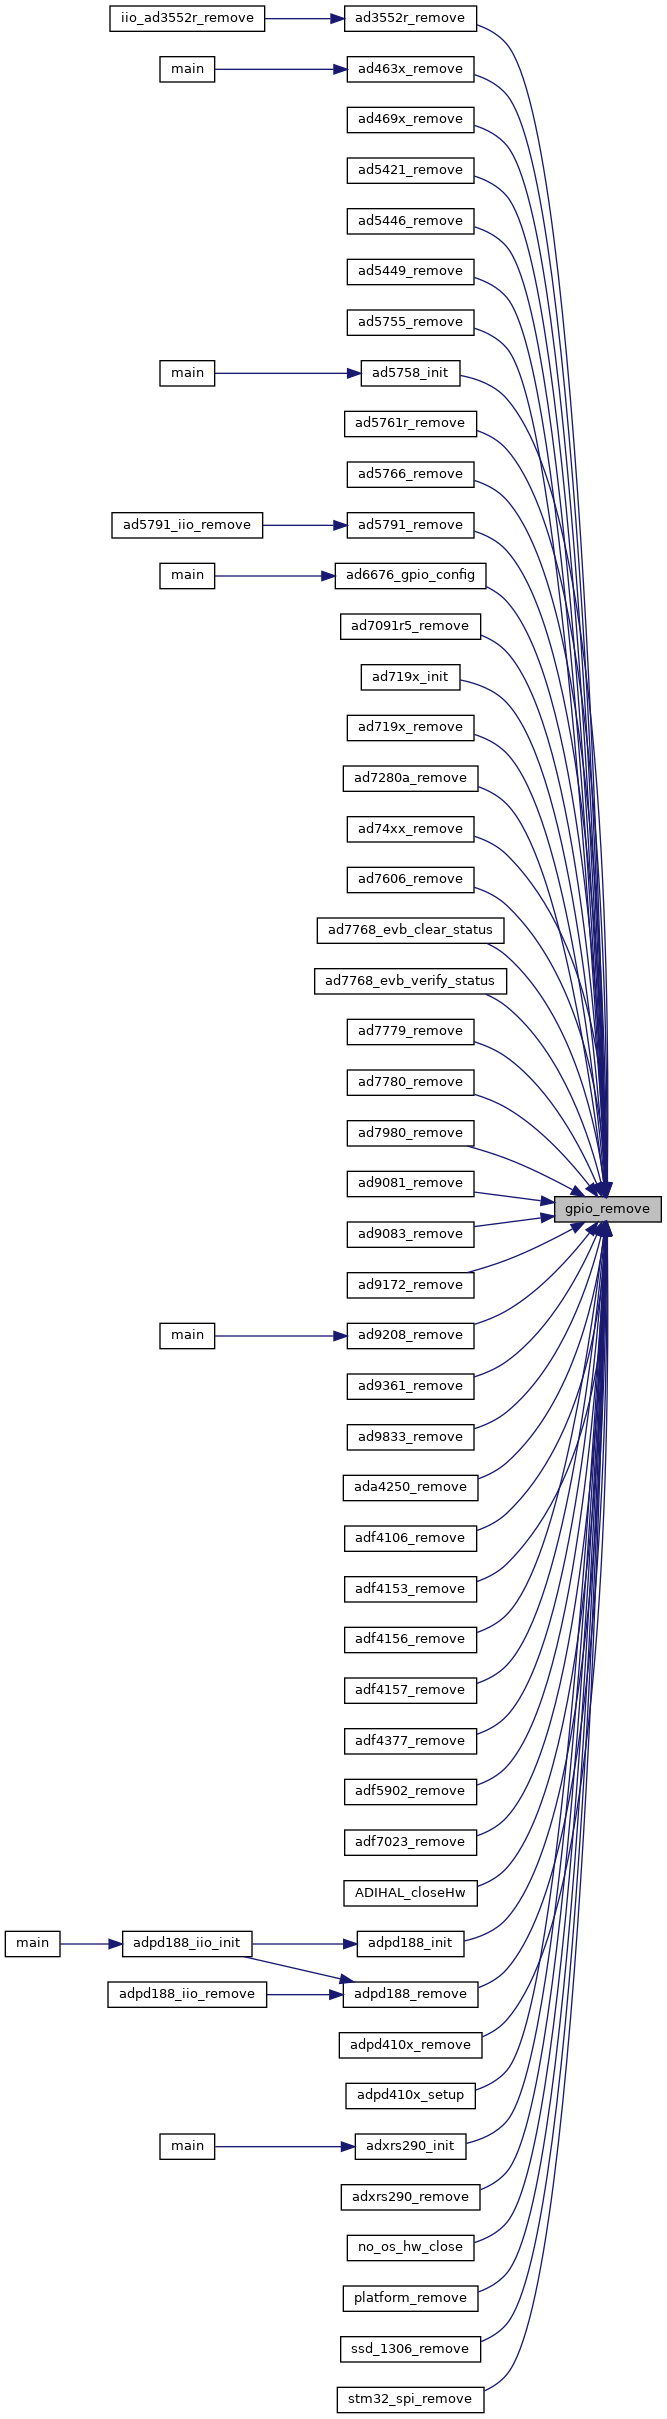 iio_ad3552r_remove
ad3552r_remove
main
ad463x_remove
ad469x_remove
ad5421_remove
ad5446_remove
ad5449_remove
ad5755_remove
main
ad5758_init
ad5761r_remove
ad5766_remove
ad5791_iio_remove
ad5791_remove
main
ad6676_gpio_config
ad7091r5_remove
ad719x_init
ad719x_remove
ad7280a_remove
ad74xx_remove
ad7606_remove
ad7768_evb_clear_status
ad7768_evb_verify_status
ad7779_remove
ad7780_remove
ad7980_remove
ad9081_remove
gpio_remove
ad9083_remove
ad9172_remove
main
ad9208_remove
ad9361_remove
ad9833_remove
ada4250_remove
adf4106_remove
adf4153_remove
adf4156_remove
adf4157_remove
adf4377_remove
adf5902_remove
adf7023_remove
ADIHAL_closeHw
main
adpd188_iio_init
adpd188_init
adpd188_iio_remove
adpd188_remove
adpd410x_remove
adpd410x_setup
main
adxrs290_init
adxrs290_remove
no_os_hw_close
platform_remove
ssd_1306_remove
stm32_spi_remove